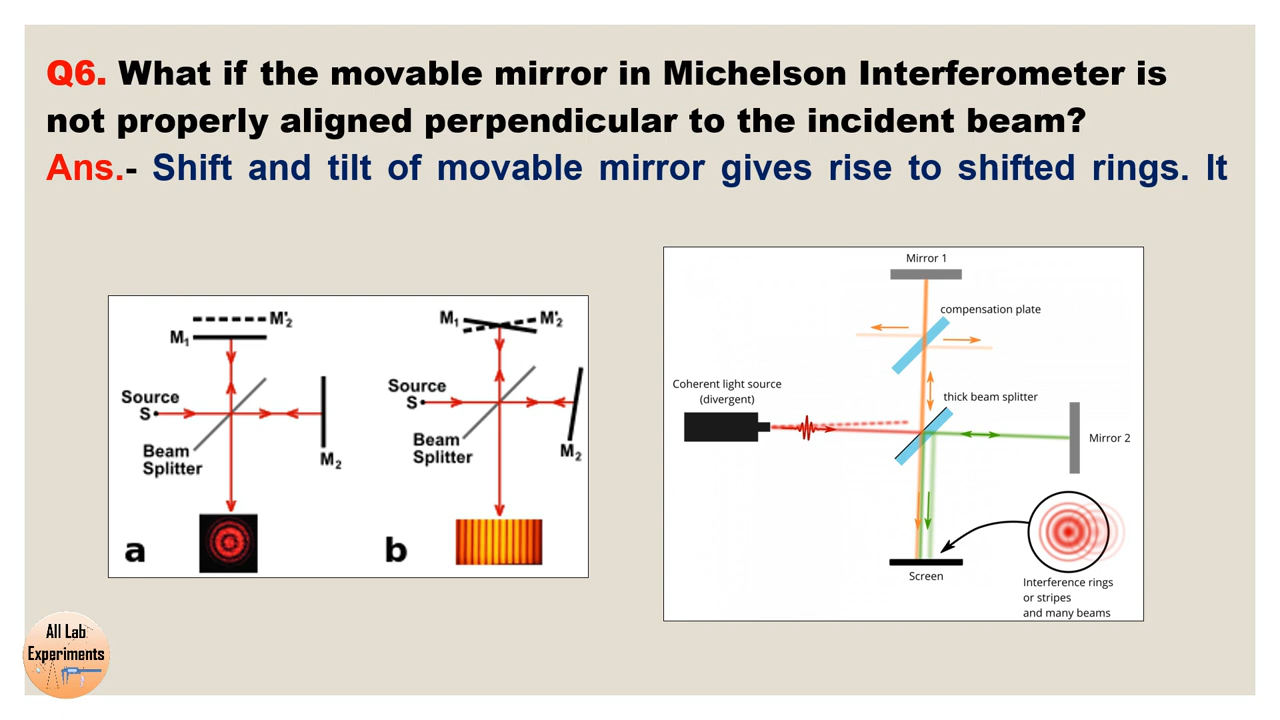 Q6. What if the movable mirror in Michelson Interferometer is
not properly aligned perpendicular to the incident beam?
Ans.- Shift and tilt of movable mirror gives rise to shifted rings. It
M'2
M1
Source
S
Beam
Splitter
M2
a
M1
M'2
Source
S
Beam
Splitter
M2
b
Mirror 1
compensation plate
Coherent light source
(divergent)
thick beam splitter
Mirror 2
Screen
Interference rings
or stripes
and many beams
All Lab
Experiments